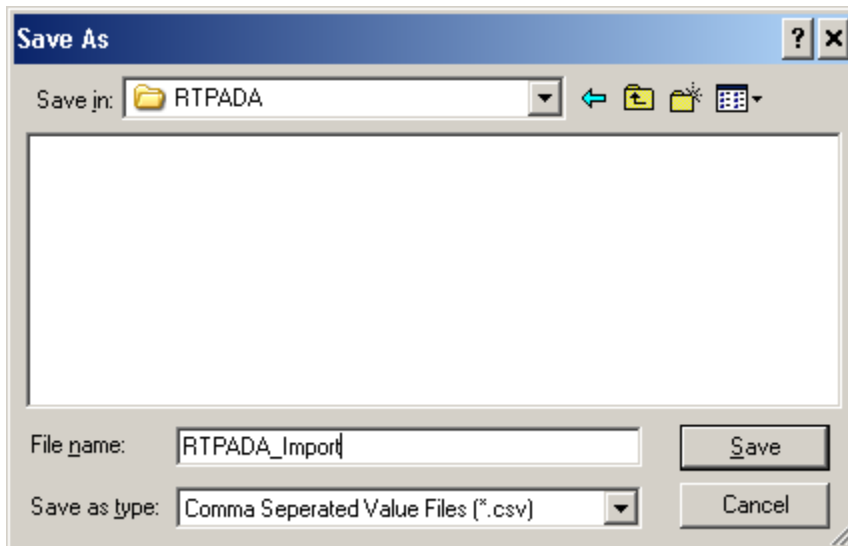 Save As
Save in: RTPADA
File name: RTPADA_Import
Save
Save as type: Comma Seperated Value Files (*.csv)
Cancel